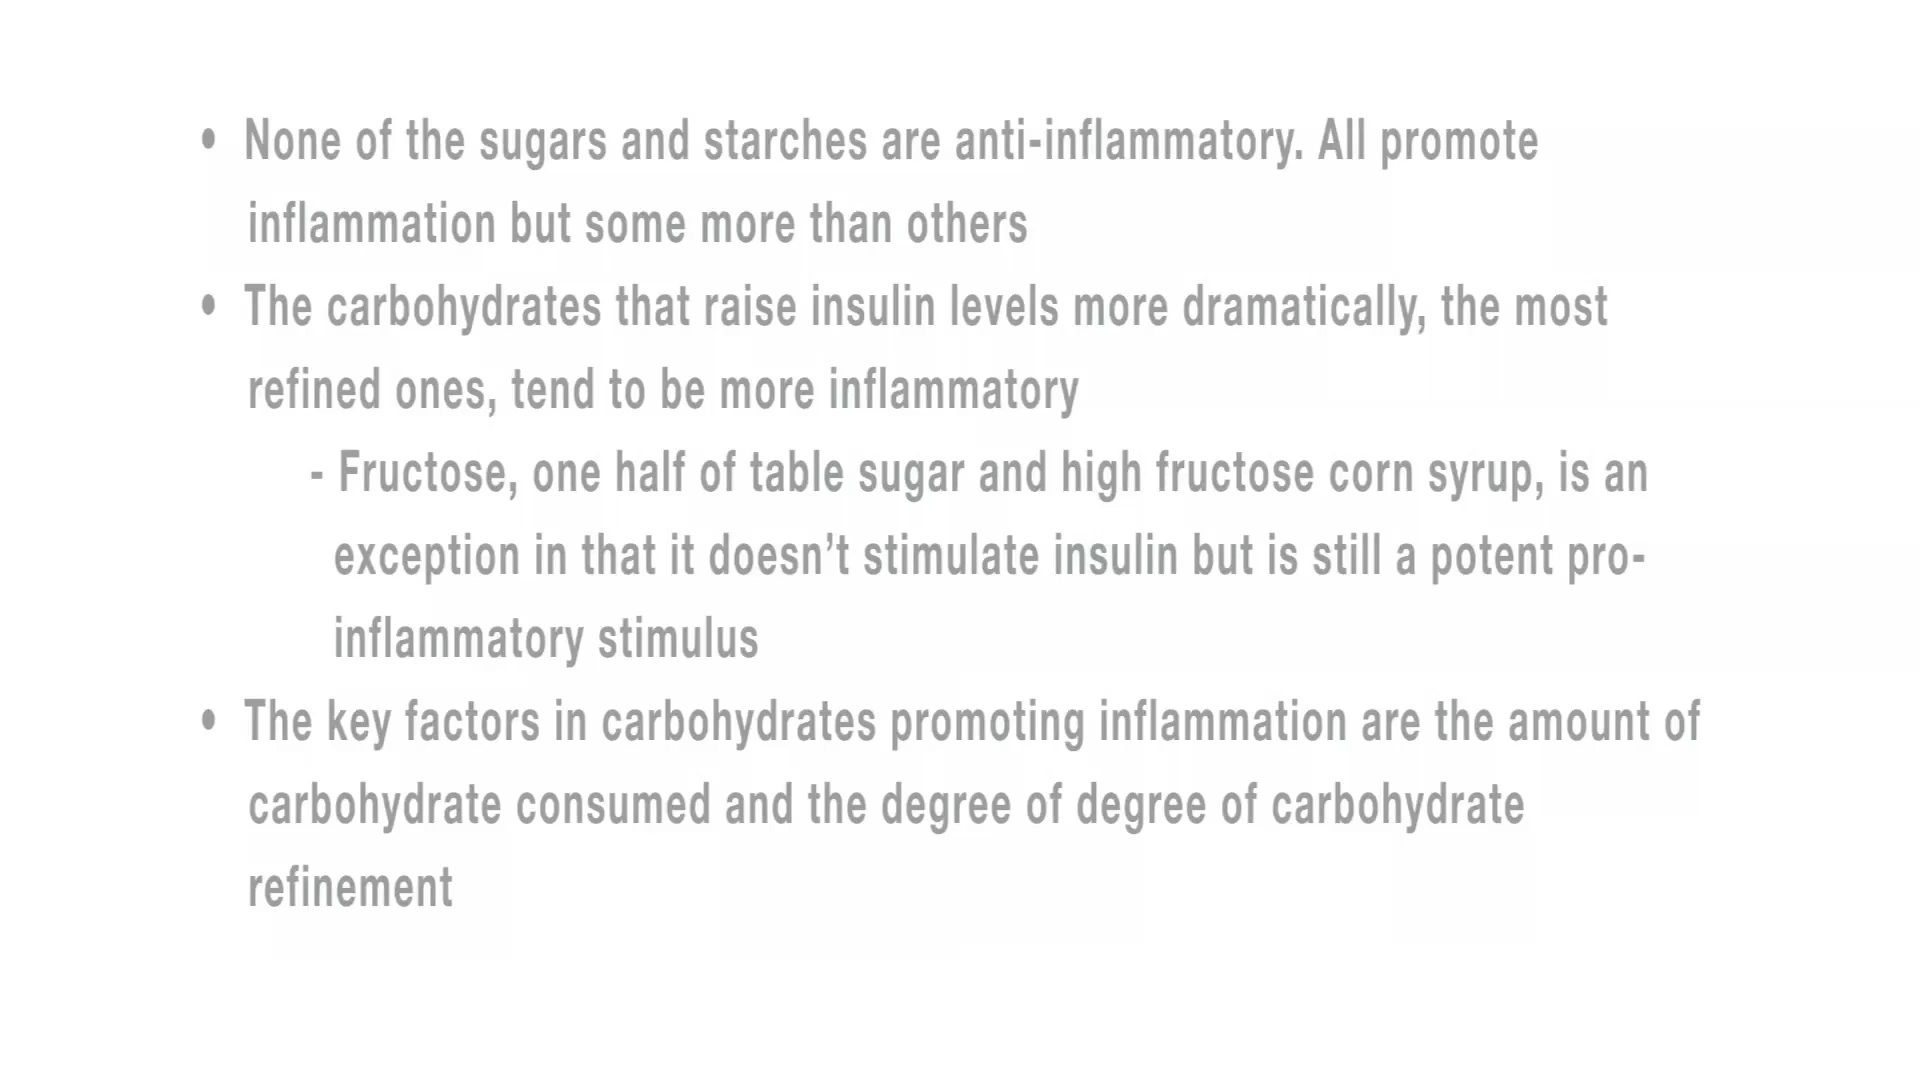 • None of the sugars and starches are anti-inflammatory. All promote
inflammation but some more than others
• The carbohydrates that raise insulin levels more dramatically, the most
refined ones, tend to be more inflammatory
- Fructose, one half of table sugar and high fructose corn syrup, is an
exception in that it doesn’t stimulate insulin but is still a potent pro-
inflammatory stimulus
• The key factors in carbohydrates promoting inflammation are the amount of
carbohydrate consumed and the degree of degree of carbohydrate
refinement